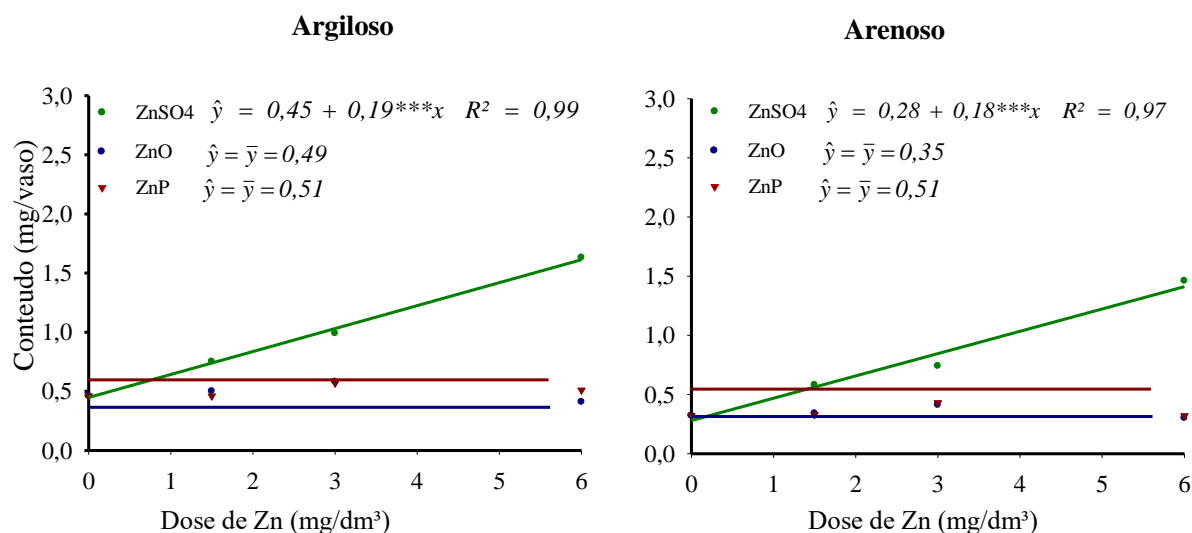 Argiloso
3,0
2,5
2,0
1,5
1,0
0,5
0,0
Conteudo (mg/vaso)
ZnSO4 ŷ = 0,45 + 0,19***x R² = 0,99
ZnO ŷ = y̅ = 0,49
ZnP ŷ = y̅ = 0,51
0 1 2 3 4 5 6
Dose de Zn (mg/dm³)
Arenoso
3,0
2,5
2,0
1,5
1,0
0,5
0,0
ZnSO4 ŷ = 0,28 + 0,18***x R² = 0,97
ZnO ŷ = y̅ = 0,35
ZnP ŷ = y̅ = 0,51
0 1 2 3 4 5 6
Dose de Zn (mg/dm³)